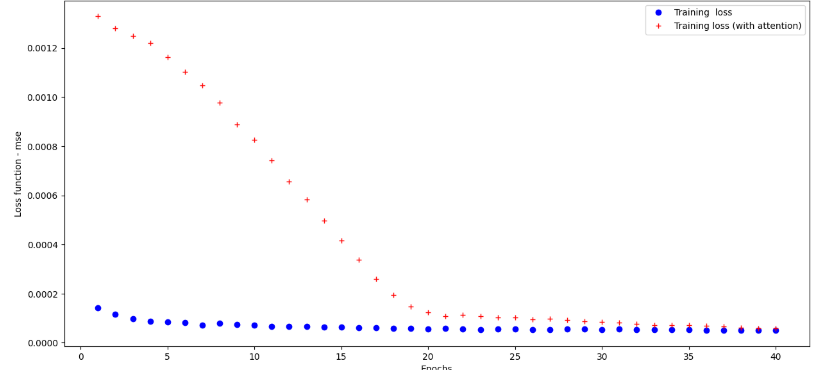 Training  loss
Training loss (with attention)
0.0012
0.0010
0.0008
0.0006
0.0004
0.0002
0.0000
Loss function - mse
0 5 10 15 20 25 30 35 40
Epochs